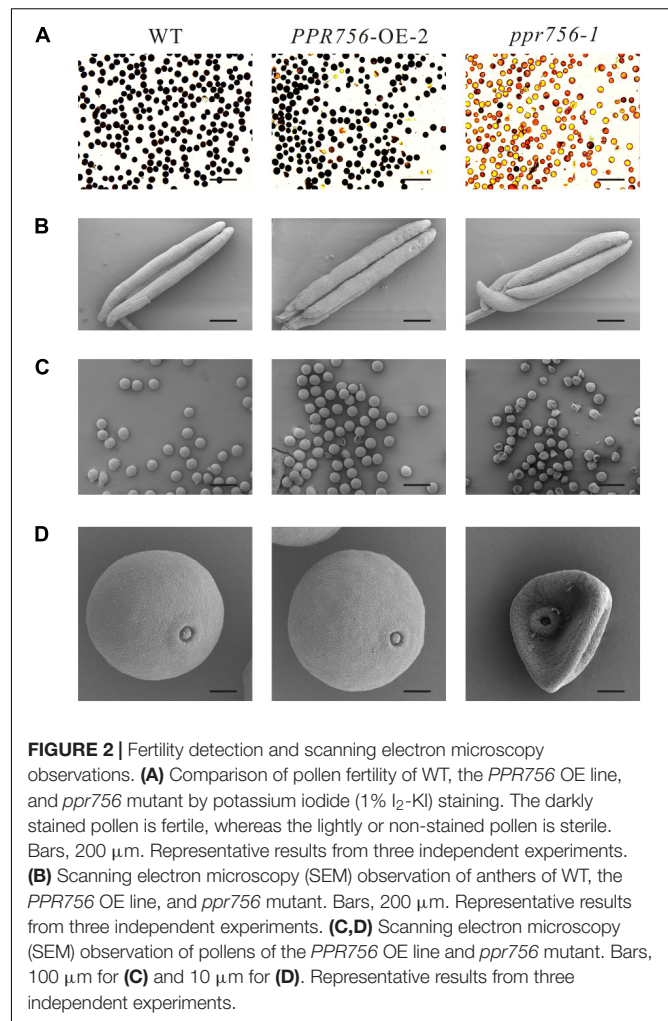 A
WT
PPR756-OE-2
ppr756-1
B
C
D
FIGURE 2 | Fertility detection and scanning electron microscopy
observations. (A) Comparison of pollen fertility of WT, the PPR756 OE line,
and ppr756 mutant by potassium iodide (1% I₂-KI) staining. The darkly
stained pollen is fertile, whereas the lightly or non-stained pollen is sterile.
Bars, 200 μm. Representative results from three independent experiments.
(B) Scanning electron microscopy (SEM) observation of anthers of WT, the
PPR756 OE line, and ppr756 mutant. Bars, 200 μm. Representative results
from three independent experiments. (C,D) Scanning electron microscopy
(SEM) observation of pollens of the PPR756 OE line and ppr756 mutant. Bars,
100 μm for (C) and 10 μm for (D). Representative results from three
independent experiments.